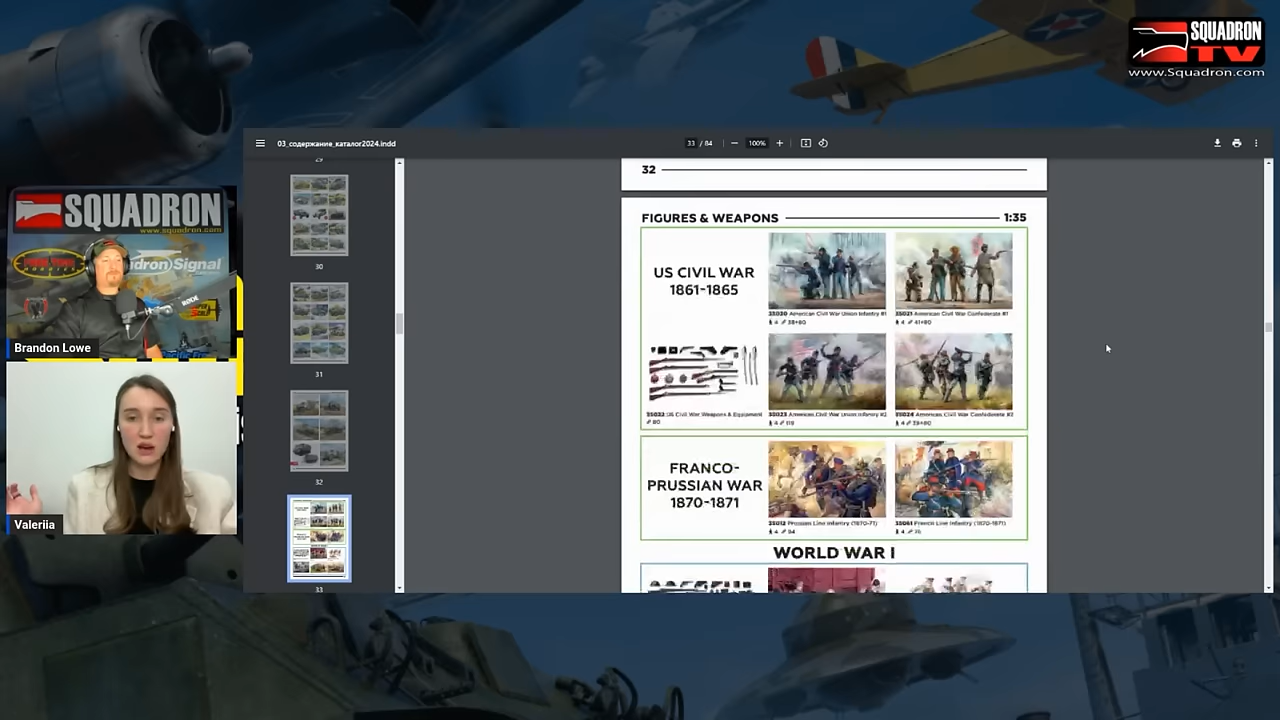 SQUADRON
TV
www.Squadron.com
03_содержание_каталог2024.indd
33 / 84
100%
29
30
31
32
33
SQUADRON
www.squadron.com
Brandon Lowe
Valeriia
32
FIGURES & WEAPONS
1:35
US CIVIL WAR
1861-1865
35020 American Civil War Union Infantry #1
35021 American Civil War Confederate #1
35022 US Civil War Weapons & Equipment
35023 American Civil War Union Infantry #2
35024 American Civil War Confederate #2
FRANCO-
PRUSSIAN WAR
1870-1871
35012 Prussian Line Infantry (1870-71)
35061 French Line Infantry (1870-1871)
WORLD WAR I